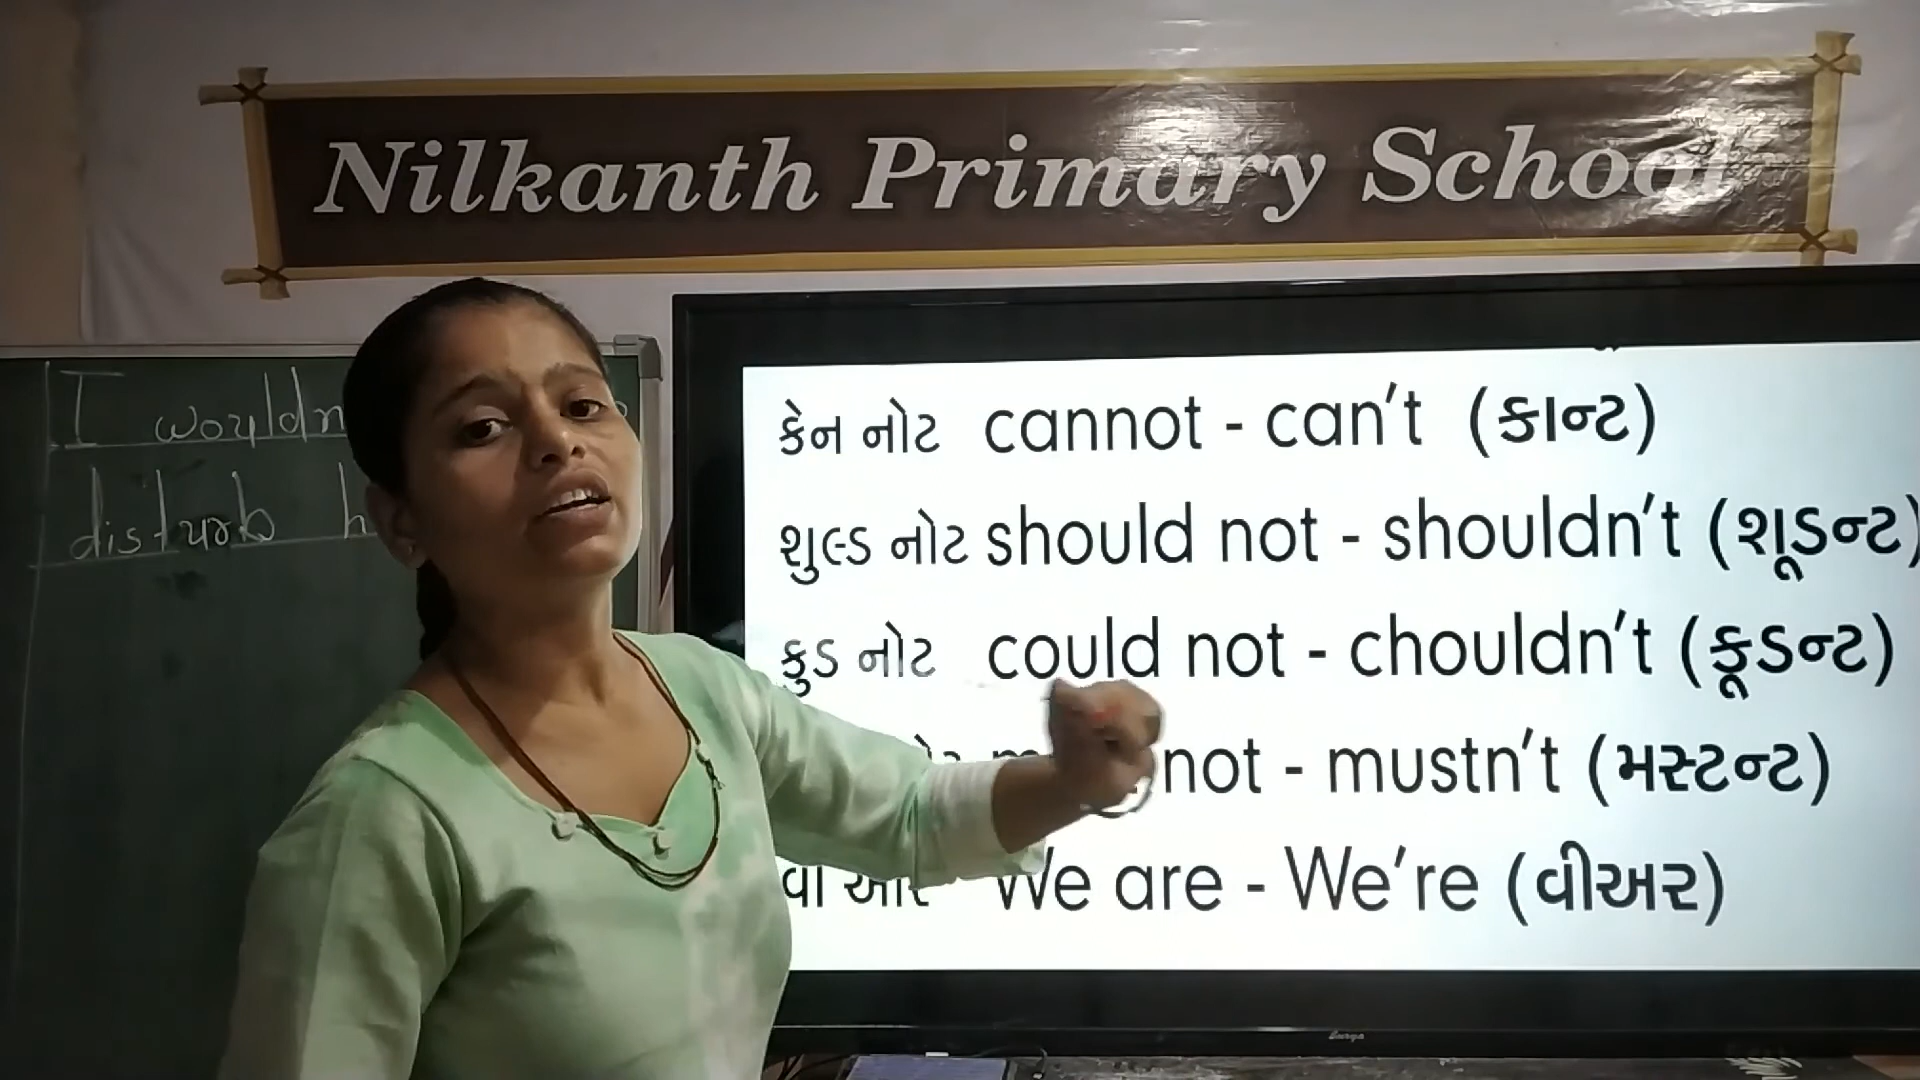 Nilkanth Primary School
I
disturb
કેન નોટ cannot - can't (કાન્ટ)
શુલ્ડ નોટ should not - shouldn't (શૂડન્ટ)
કુડ નોટ could not - chouldn't (કૂડન્ટ)
not - mustn't (મસ્ટન્ટ)
વી આર We are - We're (વીઅર)